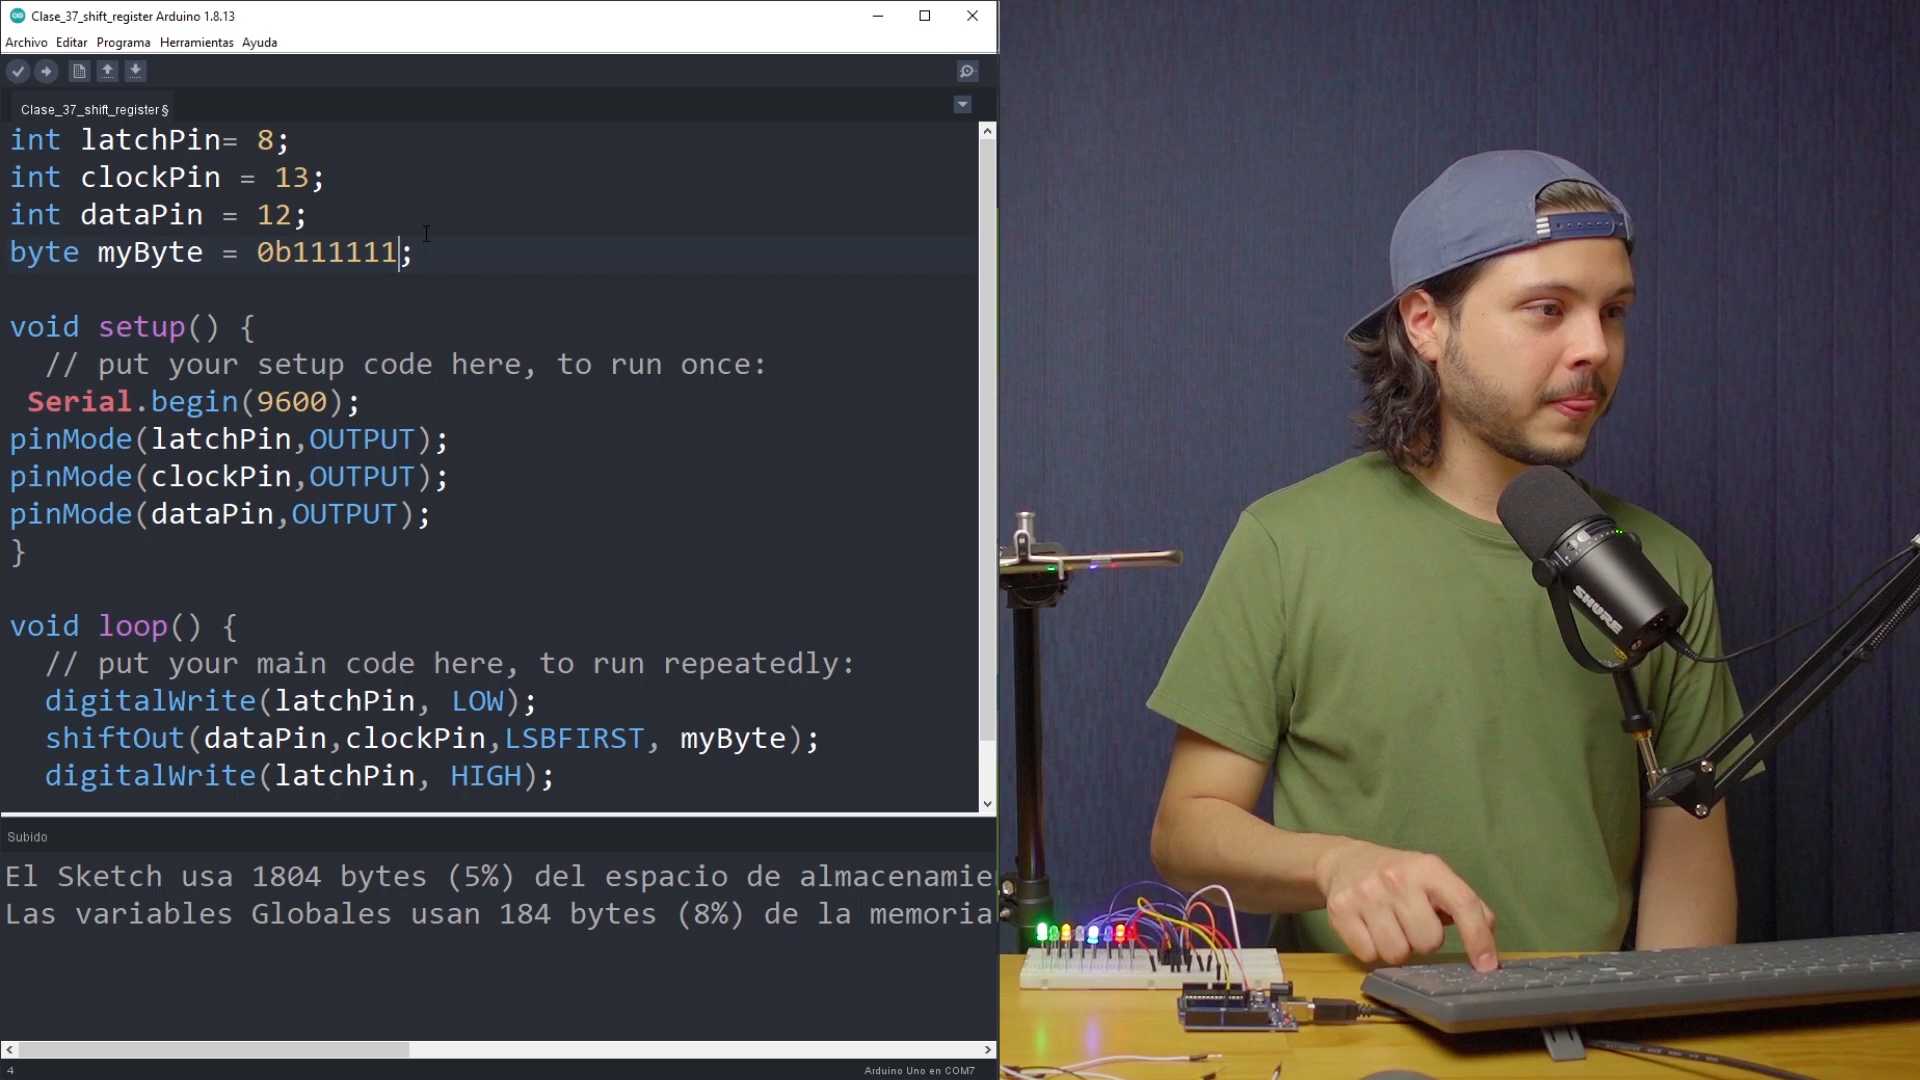 Clase_37_shift_register Arduino 1.8.13
Archivo Editar Programa Herramientas Ayuda
Clase_37_shift_register §
int latchPin= 8;
int clockPin = 13;
int dataPin = 12;
byte myByte = 0b111111;
void setup() {
// put your setup code here, to run once:
Serial.begin(9600);
pinMode(latchPin,OUTPUT);
pinMode(clockPin,OUTPUT);
pinMode(dataPin,OUTPUT);
}
void loop() {
// put your main code here, to run repeatedly:
digitalWrite(latchPin, LOW);
shiftOut(dataPin,clockPin,LSBFIRST, myByte);
digitalWrite(latchPin, HIGH);
Subido
El Sketch usa 1804 bytes (5%) del espacio de almacenamie
Las variables Globales usan 184 bytes (8%) de la memoria
4
Arduino Uno en COM7
SHURE